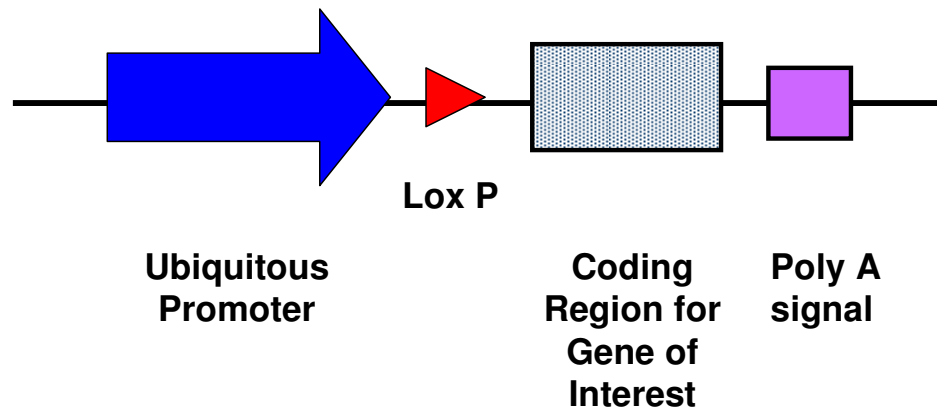 Lox P
Ubiquitous
Promoter
Coding
Region for
Gene of
Interest
Poly A
signal